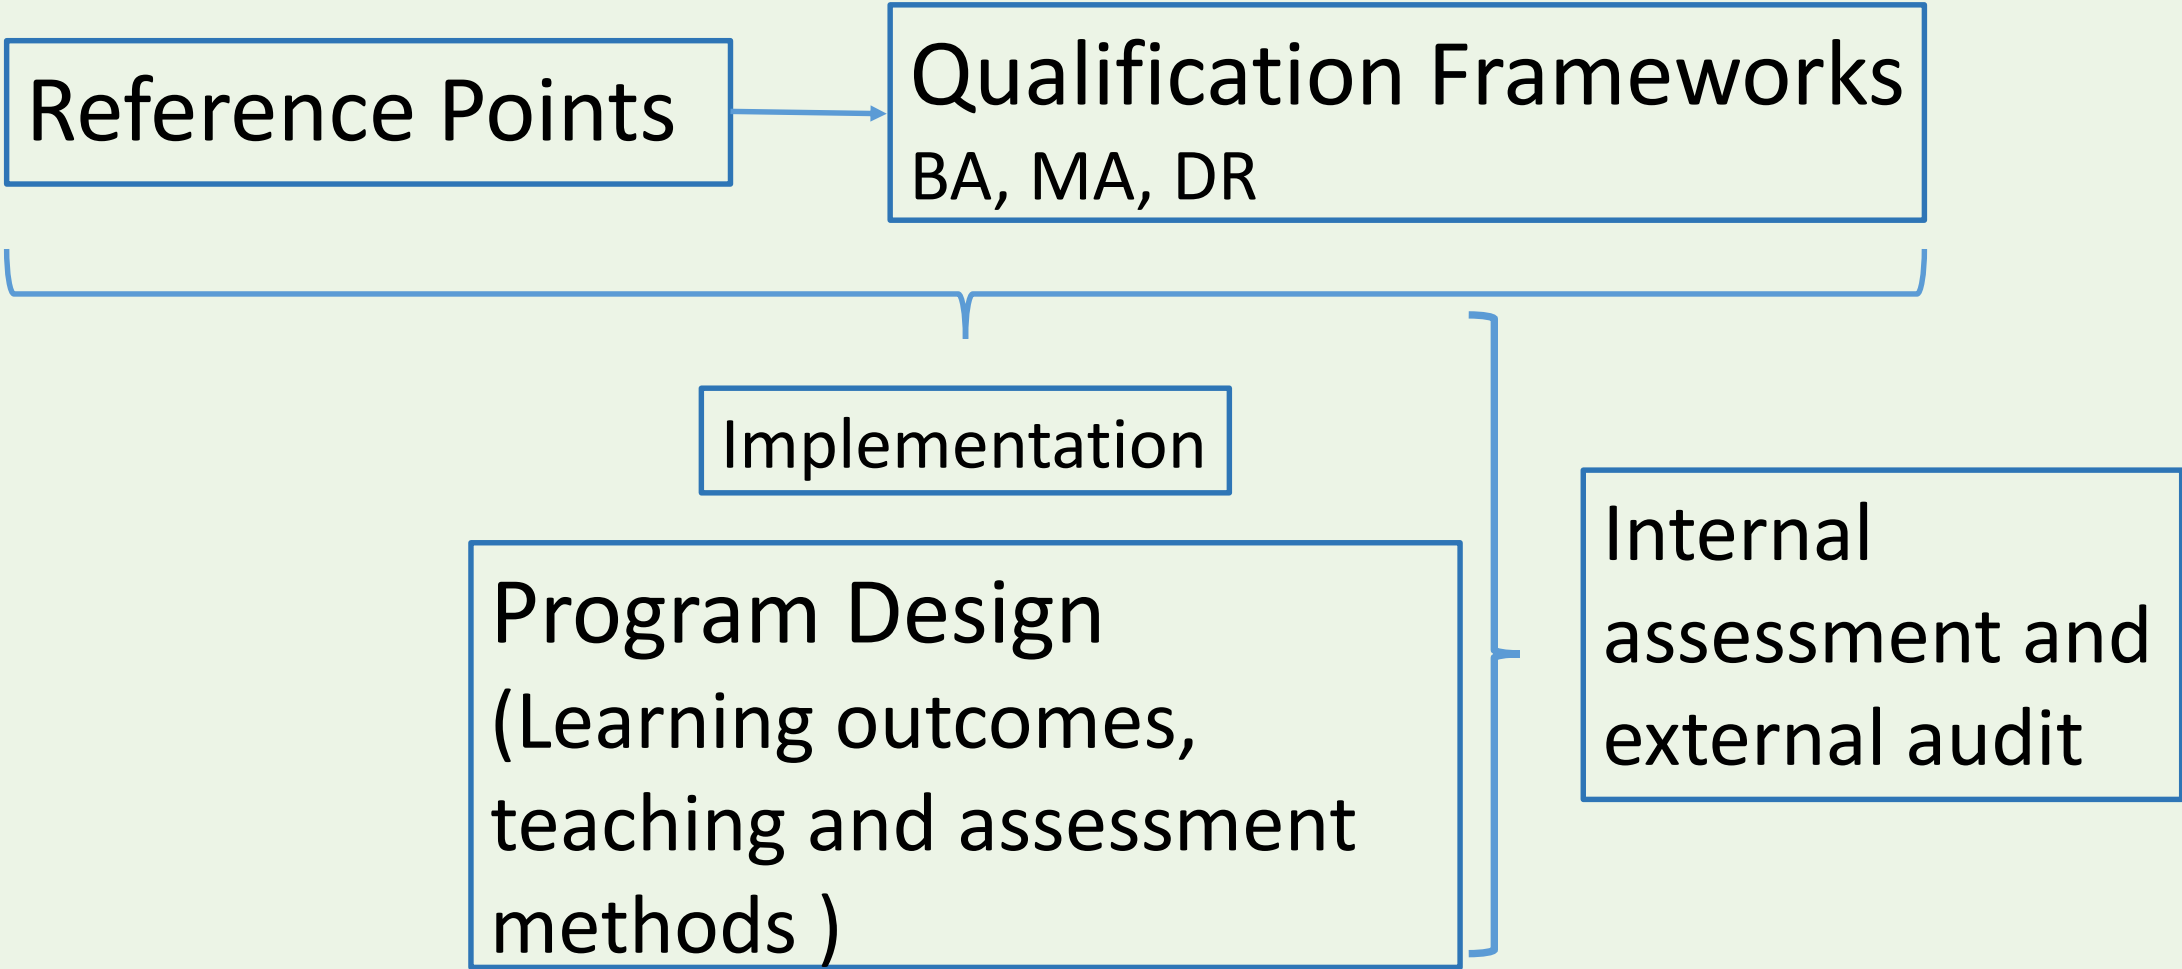 Reference Points
Qualification Frameworks
BA, MA, DR
Implementation
Program Design
(Learning outcomes,
teaching and assessment
methods )
Internal
assessment and
external audit